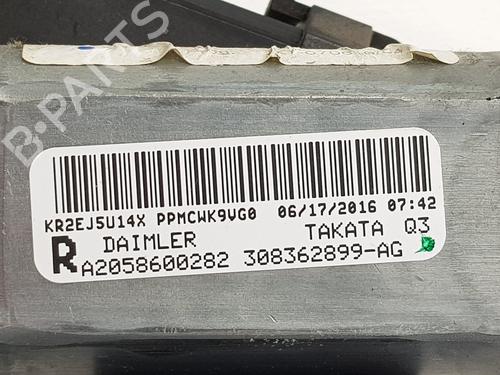 B-PARTS
KR2EJ5U14X PPMCWK9VG0 06/17/2016 07:42
R DAIMLER TAKATA Q3
A2058600282 308362899-AG